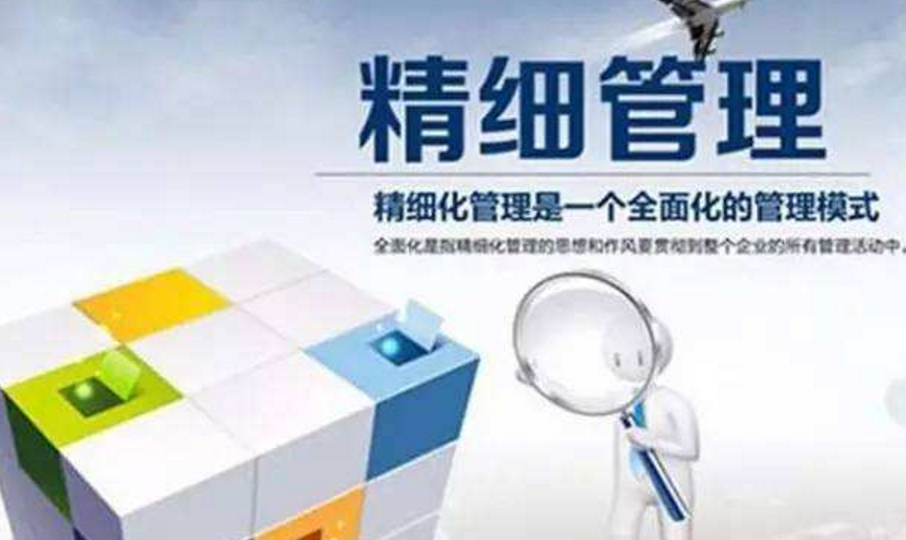 精细管理
精细化管理是一个全面化的管理模式
全面化是指精细化管理的思想和作风要贯彻到整个企业的所有管理活动中。